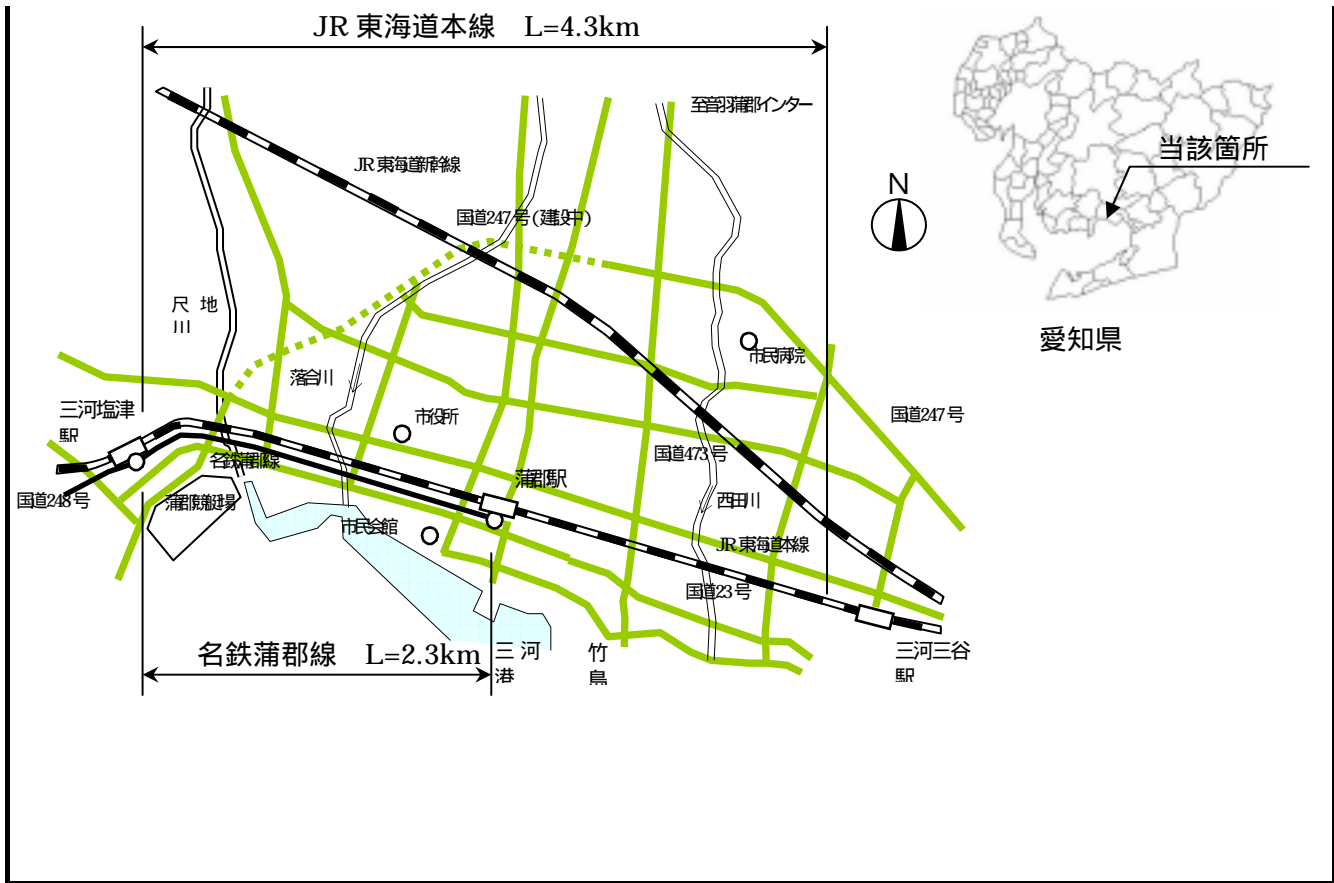 JR 東海道本線 L=4.3km
至音羽蒲郡インター
当該箇所
JR 東海道新幹線
N
国道247号(建設中)
尺 地
川
愛知県
市民病院
落合川
三河塩津
駅
市役所
国道247号
国道473号
名鉄蒲郡線
蒲郡駅
国道248号
蒲郡競艇場
西田川
市民会館
JR 東海道本線
国道23号
名鉄蒲郡線 L=2.3km
三 河
港
竹
島
三河三谷
駅